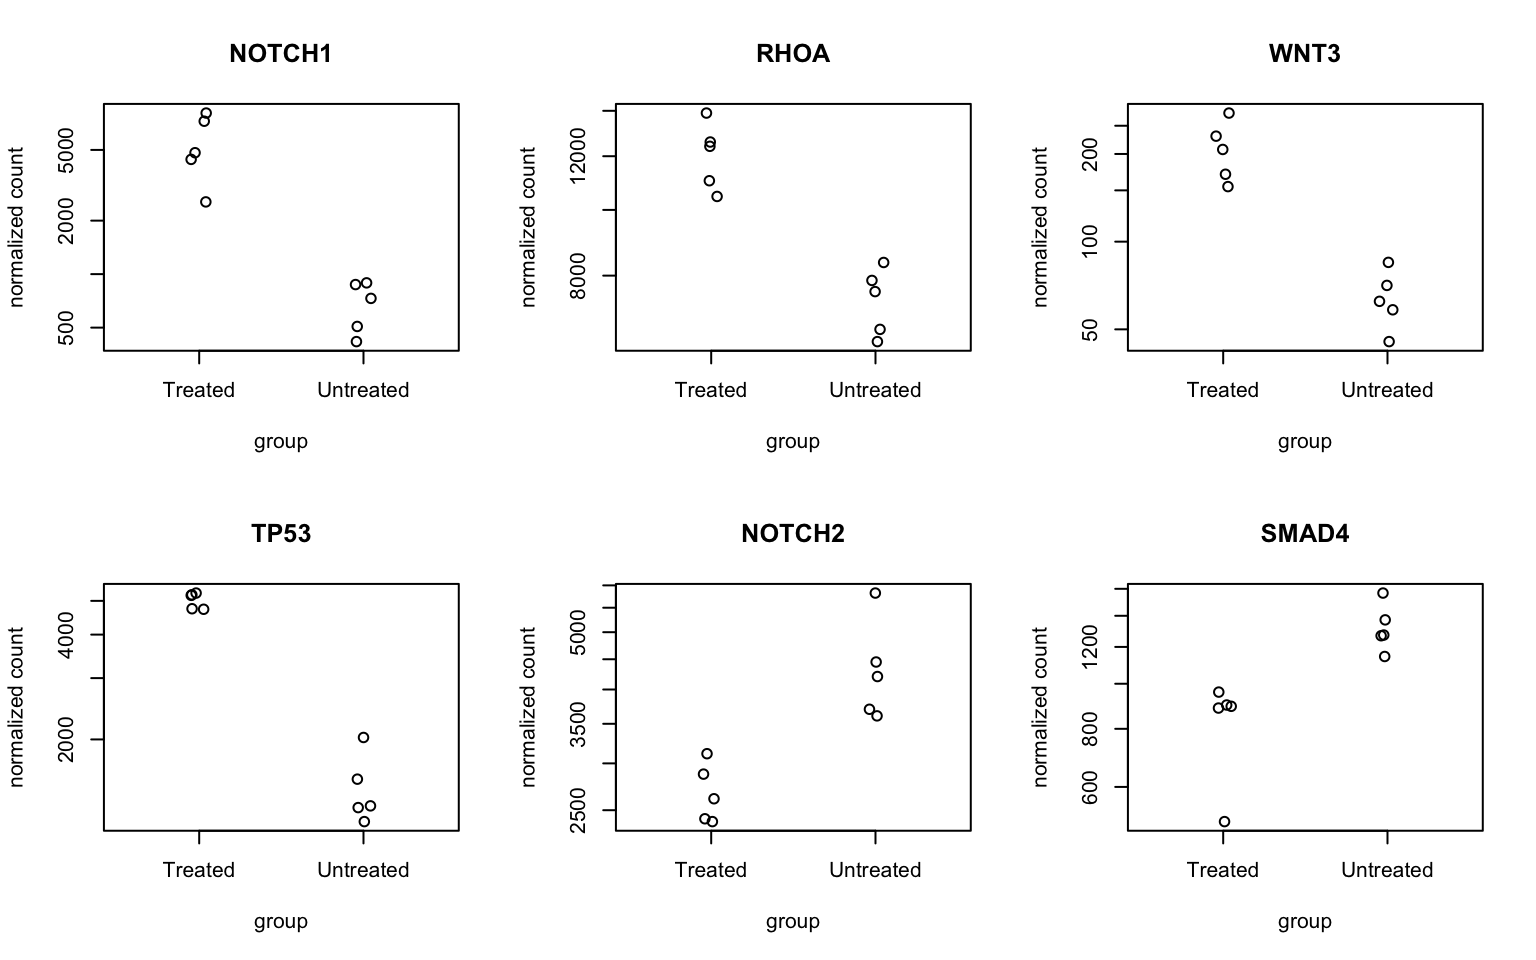 NOTCH1
normalized count
5000
2000
500
Treated Untreated
group
RHOA
normalized count
12000
8000
Treated Untreated
group
WNT3
normalized count
200
100
50
Treated Untreated
group
TP53
normalized count
4000
2000
Treated Untreated
group
NOTCH2
normalized count
5000
3500
2500
Treated Untreated
group
SMAD4
normalized count
1200
800
600
Treated Untreated
group